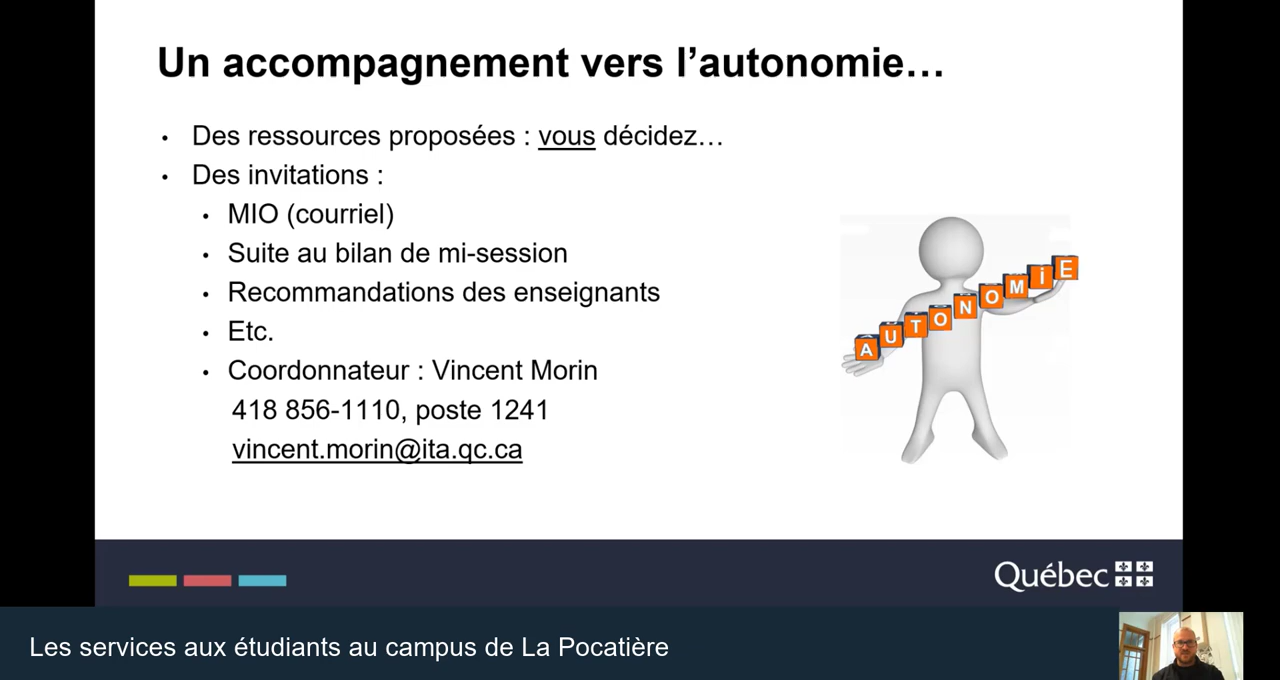 Un accompagnement vers l’autonomie…
• Des ressources proposées : vous décidez…
• Des invitations :
• MIO (courriel)
• Suite au bilan de mi-session
• Recommandations des enseignants
• Etc.
• Coordonnateur : Vincent Morin
418 856-1110, poste 1241
vincent.morin@ita.qc.ca
AUTONOMiE
Québec
Les services aux étudiants au campus de La Pocatière